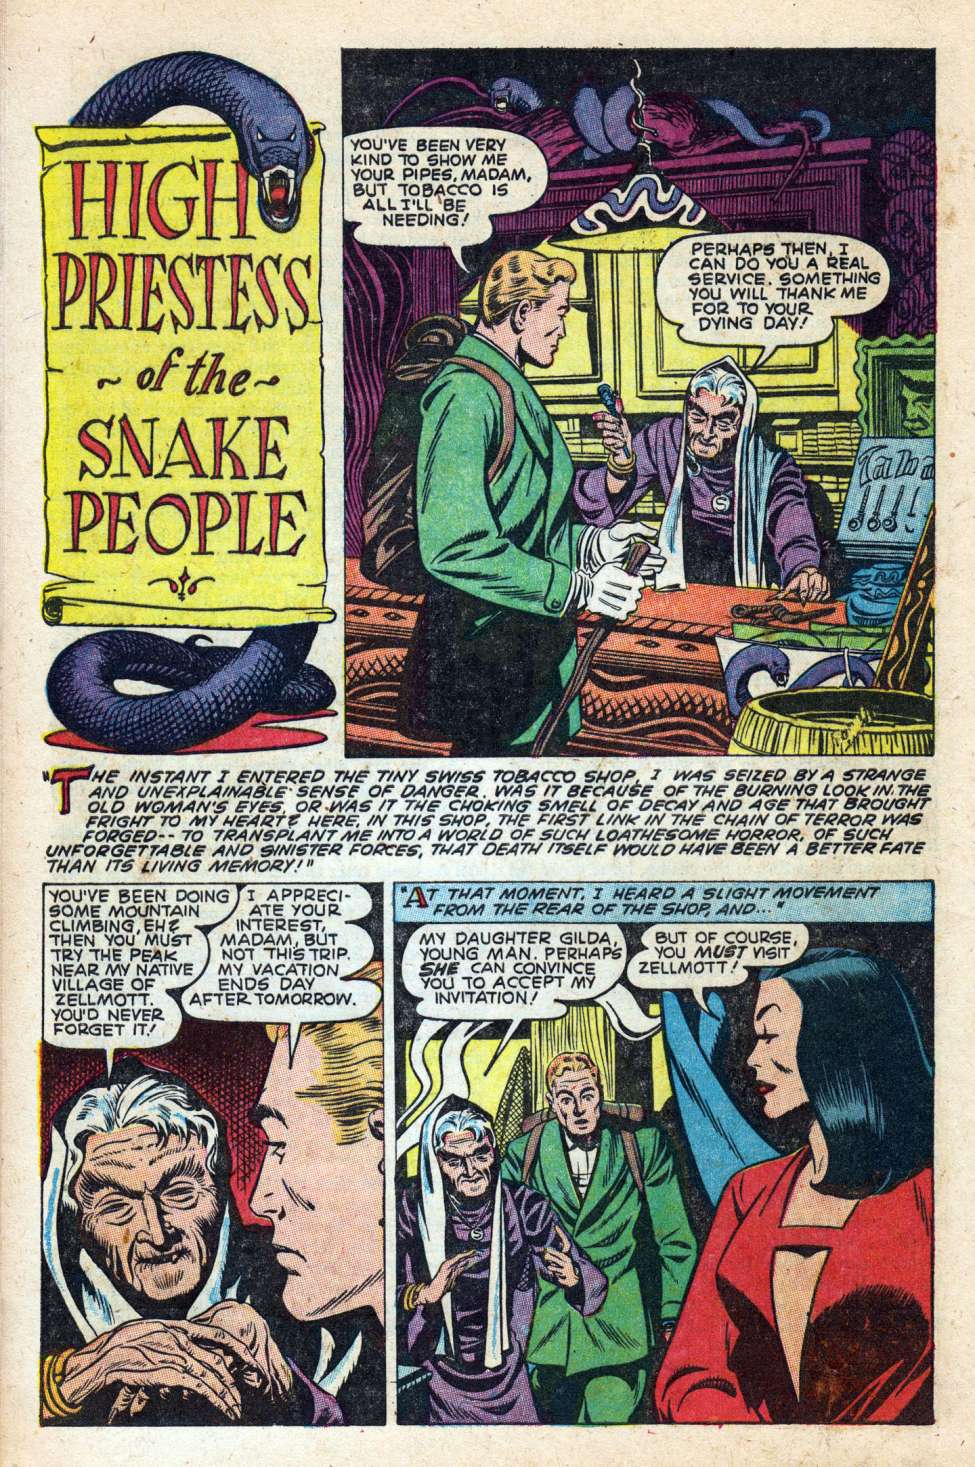 HIGH
PRIESTESS
~ of the ~
SNAKE
PEOPLE
YOU'VE BEEN VERY
KIND TO SHOW ME
YOUR PIPES, MADAM,
BUT TOBACCO IS
ALL I'LL BE
NEEDING!
PERHAPS THEN, I
CAN DO YOU A REAL
SERVICE. SOMETHING
YOU WILL THANK ME
FOR TO YOUR
DYING DAY!
S
Taba
"THE INSTANT I ENTERED THE TINY SWISS TOBACCO SHOP, I WAS SEIZED BY A STRANGE
AND UNEXPLAINABLE SENSE OF DANGER. WAS IT BECAUSE OF THE BURNING LOOK IN THE
OLD WOMAN'S EYES, OR WAS IT THE CHOKING SMELL OF DECAY AND AGE THAT BROUGHT
FRIGHT TO MY HEART? HERE, IN THIS SHOP, THE FIRST LINK IN THE CHAIN OF TERROR WAS
FORGED-- TO TRANSPLANT ME INTO A WORLD OF SUCH LOATHESOME HORROR, OF SUCH
UNFORGETTABLE AND SINISTER FORCES, THAT DEATH ITSELF WOULD HAVE BEEN A BETTER FATE
THAN ITS LIVING MEMORY!"
YOU'VE BEEN DOING
SOME MOUNTAIN
CLIMBING, EH?
THEN YOU MUST
TRY THE PEAK
NEAR MY NATIVE
VILLAGE OF
ZELLMOTT.
YOU'D NEVER
FORGET IT!
I APPRECI-
ATE YOUR
INTEREST,
MADAM, BUT
NOT THIS TRIP.
MY VACATION
ENDS DAY
AFTER TOMORROW.
"AT THAT MOMENT, I HEARD A SLIGHT MOVEMENT
FROM THE REAR OF THE SHOP, AND..."
MY DAUGHTER GILDA,
YOUNG MAN. PERHAPS
SHE CAN CONVINCE
YOU TO ACCEPT MY
INVITATION!
BUT OF COURSE,
YOU MUST VISIT
ZELLMOTT!
S